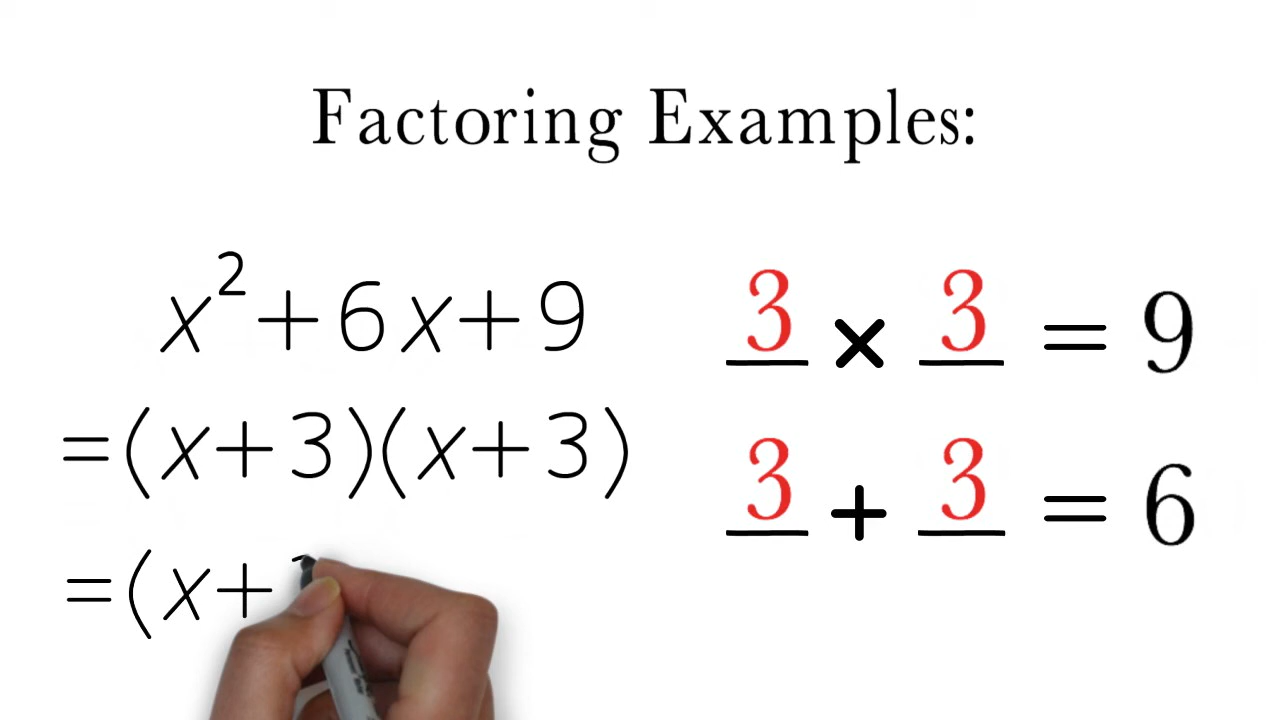 Factoring Examples:
x² + 6x + 9
= (x + 3)(x + 3)
= (x +
3 × 3 = 9
3 + 3 = 6